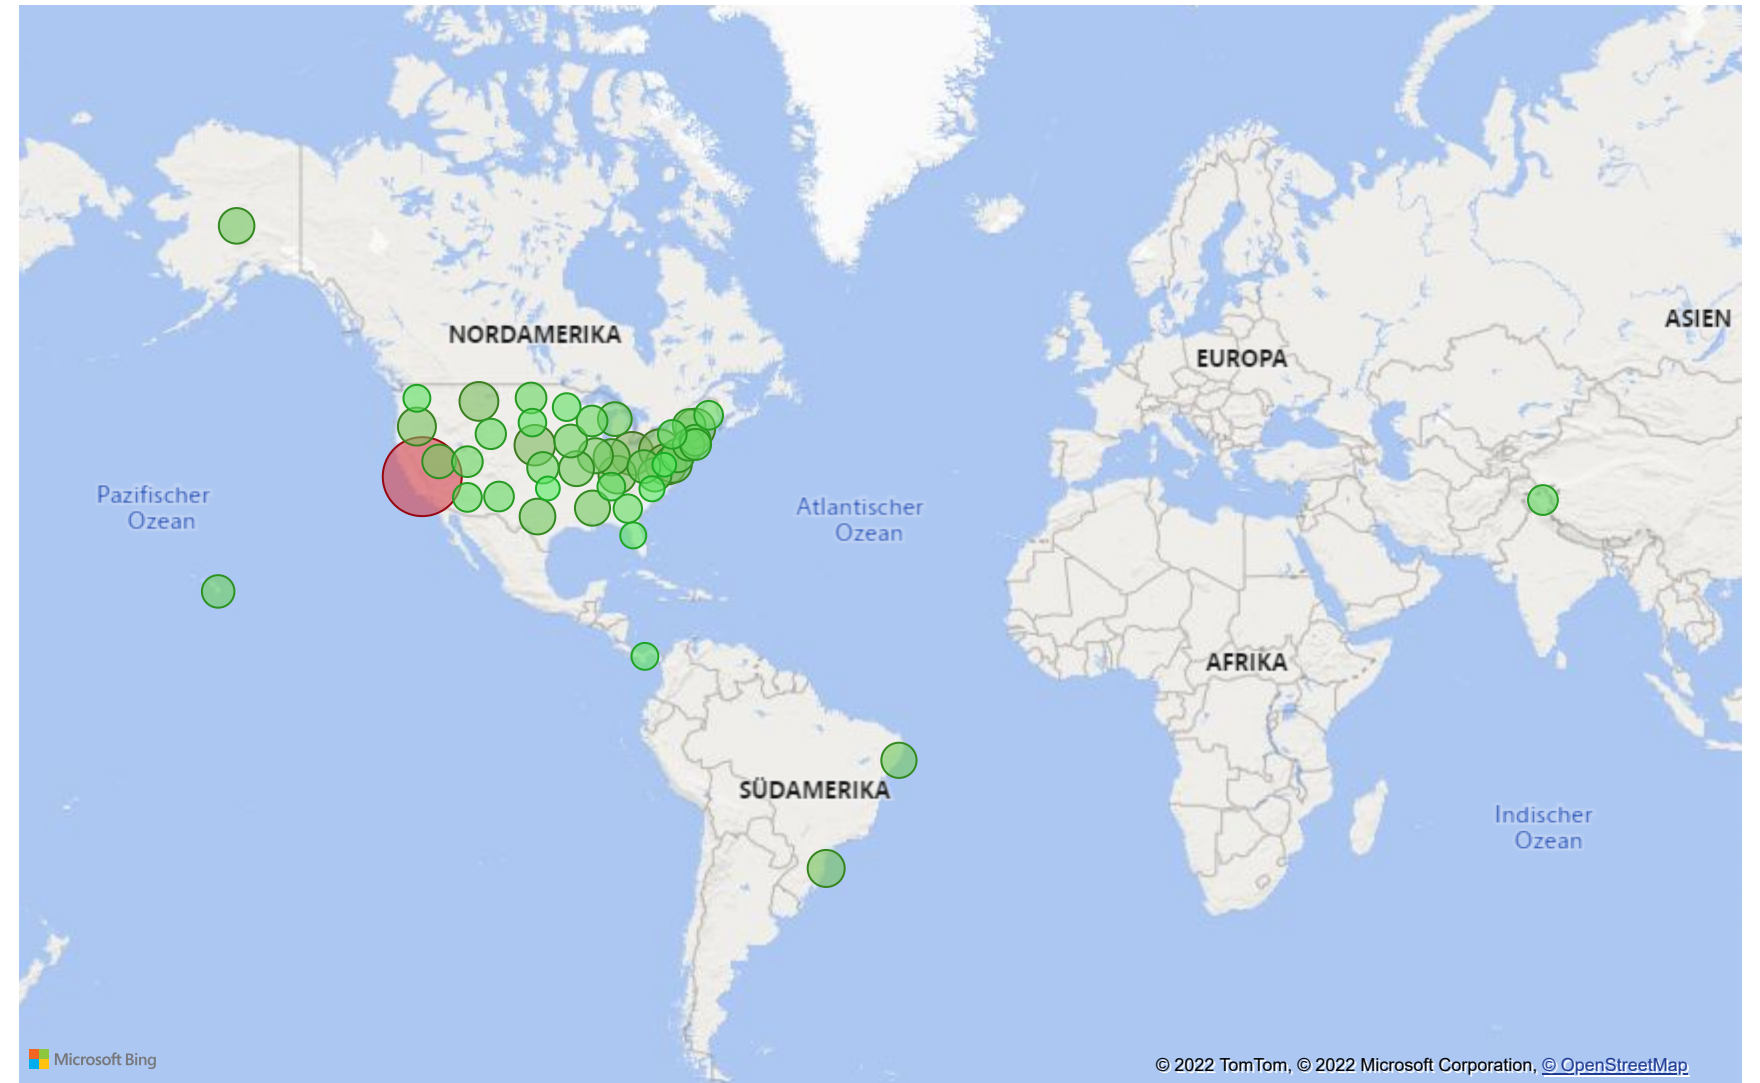 NORDAMERIKA
ASIEN
EUROPA
Pazifischer
Ozean
Atlantischer
Ozean
AFRIKA
SÜDAMERIKA
Indischer
Ozean
Microsoft Bing
© 2022 TomTom, © 2022 Microsoft Corporation, © OpenStreetMap